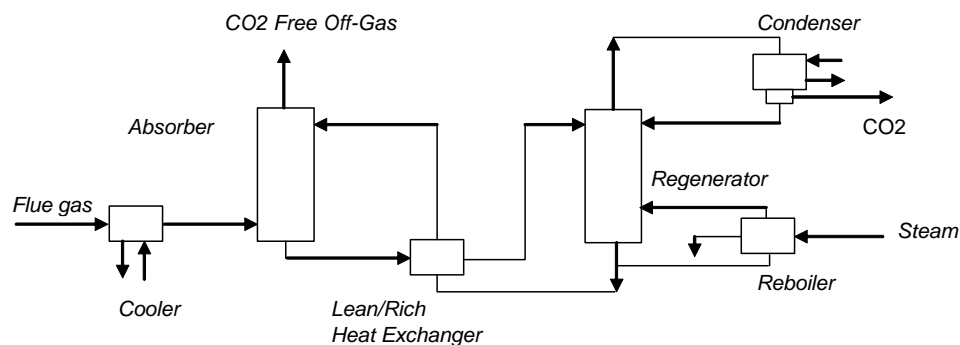 CO2 Free Off-Gas
Condenser
Absorber
CO2
Regenerator
Flue gas
Steam
Reboiler
Cooler
Lean/Rich
Heat Exchanger